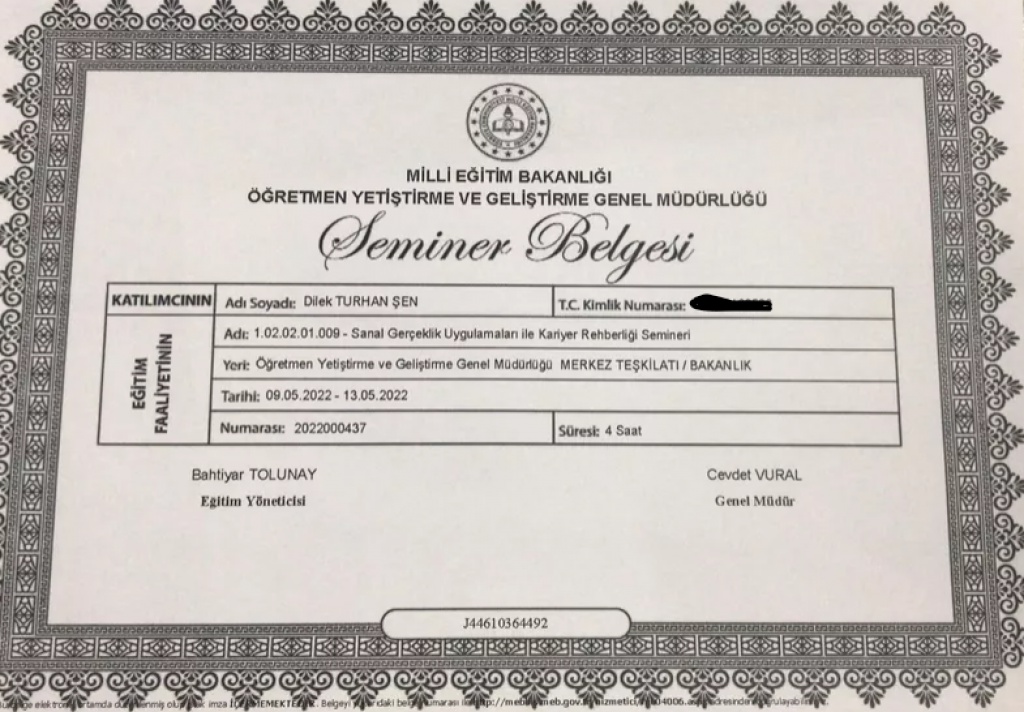 MİLLİ EĞİTİM BAKANLIĞI
ÖĞRETMEN YETİŞTİRME VE GELİŞTİRME GENEL MÜDÜRLÜĞÜ
Seminer Belgesi
KATILIMCININ Adı Soyadı: Dilek TURHAN ŞEN T.C. Kimlik Numarası:
EĞİTİM FAALİYETİNİN
Adı: 1.02.02.01.009 - Sanal Gerçeklik Uygulamaları ile Kariyer Rehberliği Semineri
Yeri: Öğretmen Yetiştirme ve Geliştirme Genel Müdürlüğü MERKEZ TEŞKİLATI / BAKANLIK
Tarihi: 09.05.2022 - 13.05.2022
Numarası: 2022000437 Süresi: 4 Saat
Bahtiyar TOLUNAY Cevdet VURAL
Eğitim Yöneticisi Genel Müdür
J44610364492
imza Belgeyi